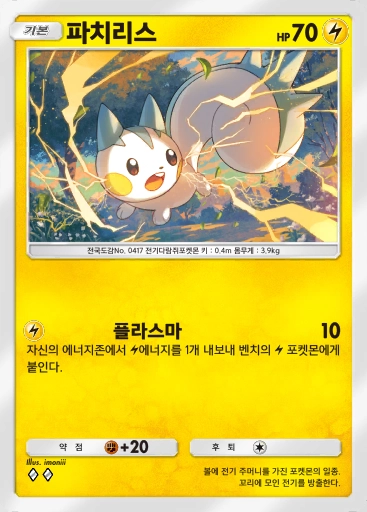 기본 파치리스 HP 70
전국도감No. 0417 전기다람쥐포켓몬 키 : 0.4m 몸무게 : 3.9kg
플라스마 10
자신의 에너지존에서 에너지를 1개 내보내 벤치의 포켓몬에게
붙인다.
약점 +20 후퇴
Illus. imoniii
볼에 전기 주머니를 가진 포켓몬의 일종.
꼬리에 모인 전기를 방출한다.